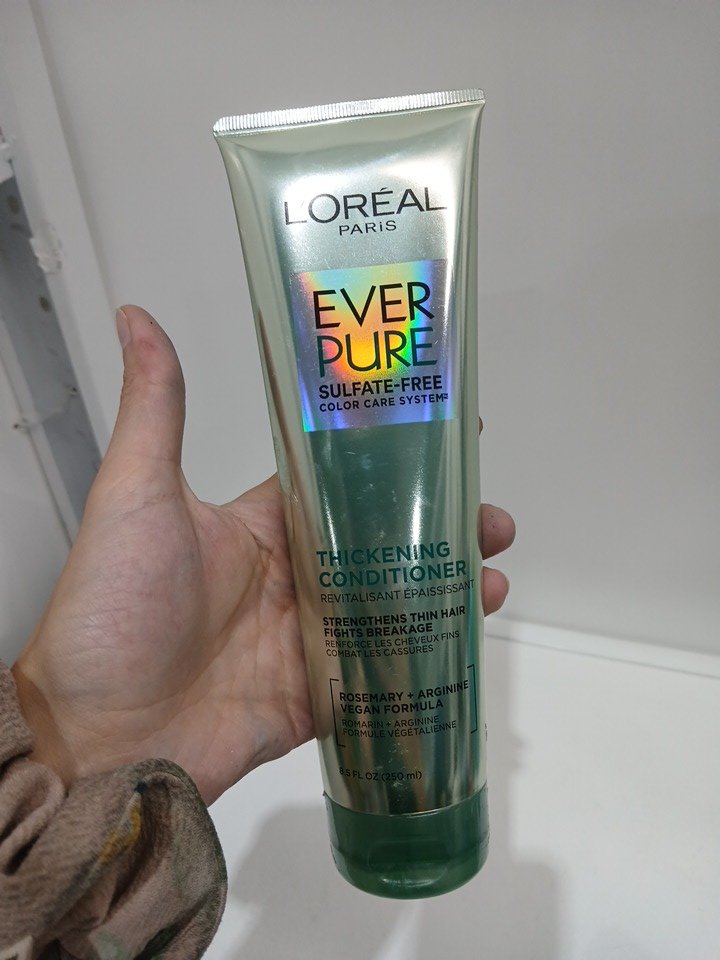 L'ORÉAL
PARiS
EVER
PURE
SULFATE-FREE
COLOR CARE SYSTEM
THICKENING
CONDITIONER
REVITALISANT ÉPAISSISSANT
STRENGTHENS THIN HAIR
FIGHTS BREAKAGE
RENFORCE LES CHEVEUX FINS
COMBAT LES CASSURES
ROSEMARY + ARGININE
VEGAN FORMULA
ROMARIN + ARGININE
FORMULE VÉGÉTALIENNE
8.5 FL OZ (250 ml)